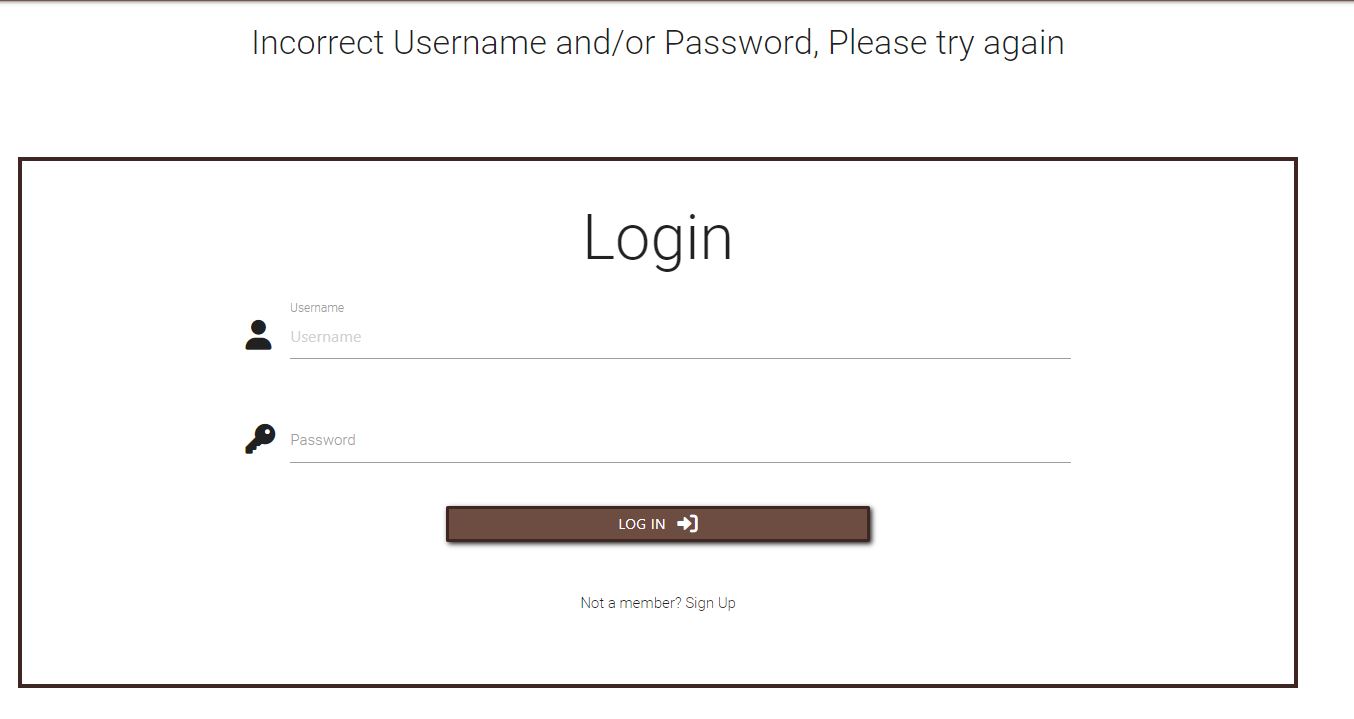 Incorrect Username and/or Password, Please try again
Login
Username
Username
Password
LOG IN
Not a member? Sign Up